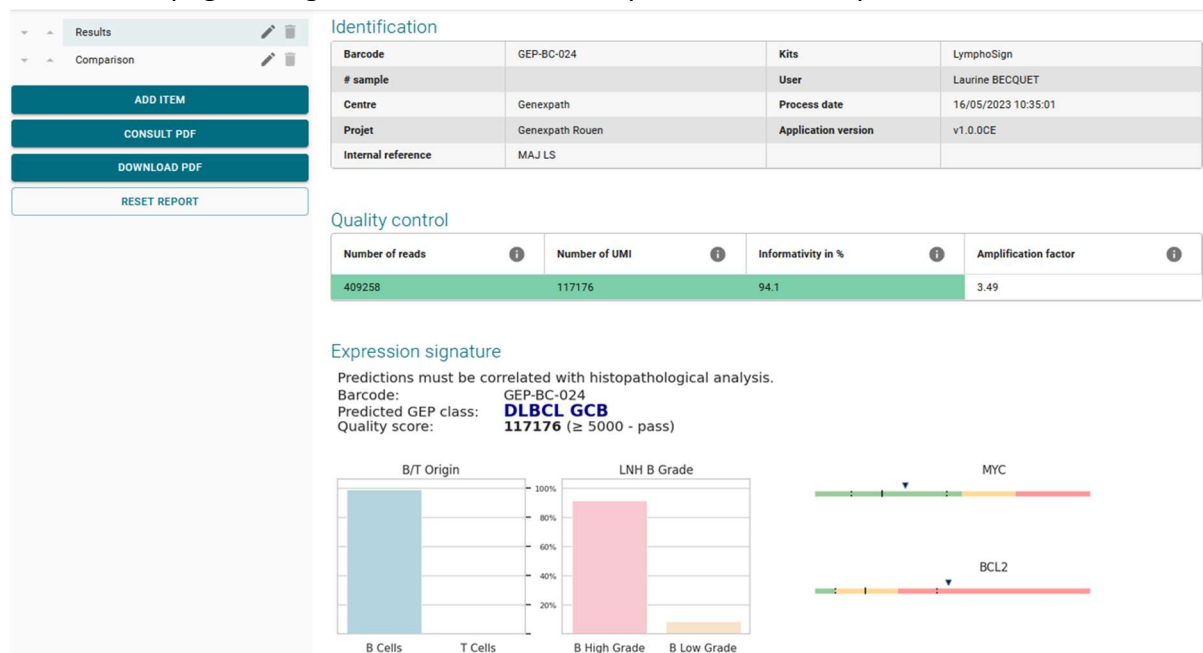 Results
Comparison
ADD ITEM
CONSULT PDF
DOWNLOAD PDF
RESET REPORT
Identification
Barcode GEP-BC-024 Kits LymphoSign
# sample User Laurine BECQUET
Centre Genexpath Process date 16/05/2023 10:35:01
Projet Genexpath Rouen Application version v1.0.0CE
Internal reference MAJ LS
Quality control
Number of reads Number of UMI Informativity in % Amplification factor
409258 117176 94.1 3.49
Expression signature
Predictions must be correlated with histopathological analysis.
Barcode: GEP-BC-024
Predicted GEP class: DLBCL GCB
Quality score: 117176 (≥ 5000 - pass)
B/T Origin LNH B Grade MYC
100%
80%
60%
40%
20%
BCL2
B Cells T Cells B High Grade B Low Grade